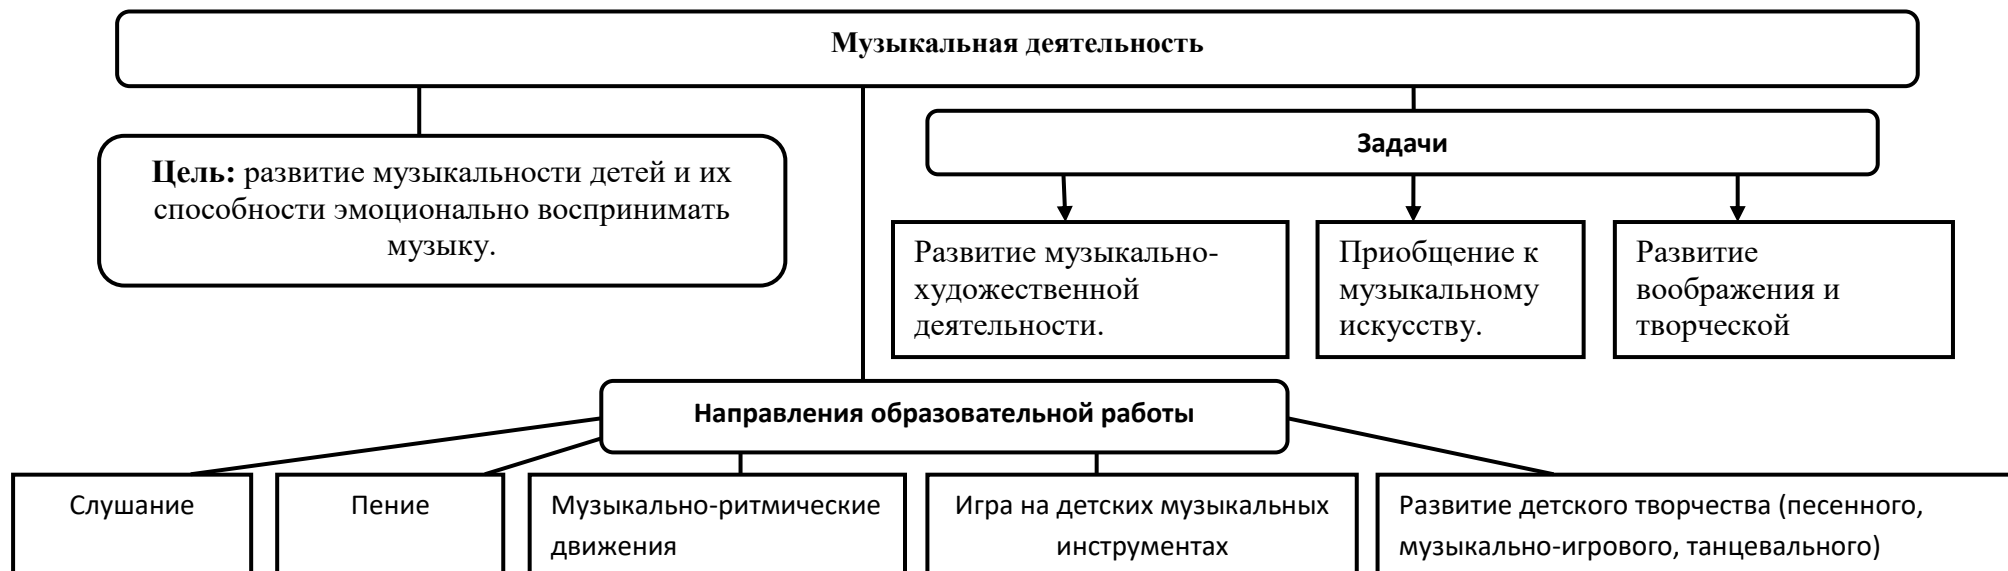 Музыкальная деятельность
Цель: развитие музыкальности детей и их
способности эмоционально воспринимать
музыку.
Задачи
Развитие музыкально-
художественной
деятельности.
Приобщение к
музыкальному
искусству.
Развитие
воображения и
творческой
Направления образовательной работы
Слушание
Пение
Музыкально-ритмические
движения
Игра на детских музыкальных
инструментах
Развитие детского творчества (песенного,
музыкально-игрового, танцевального)